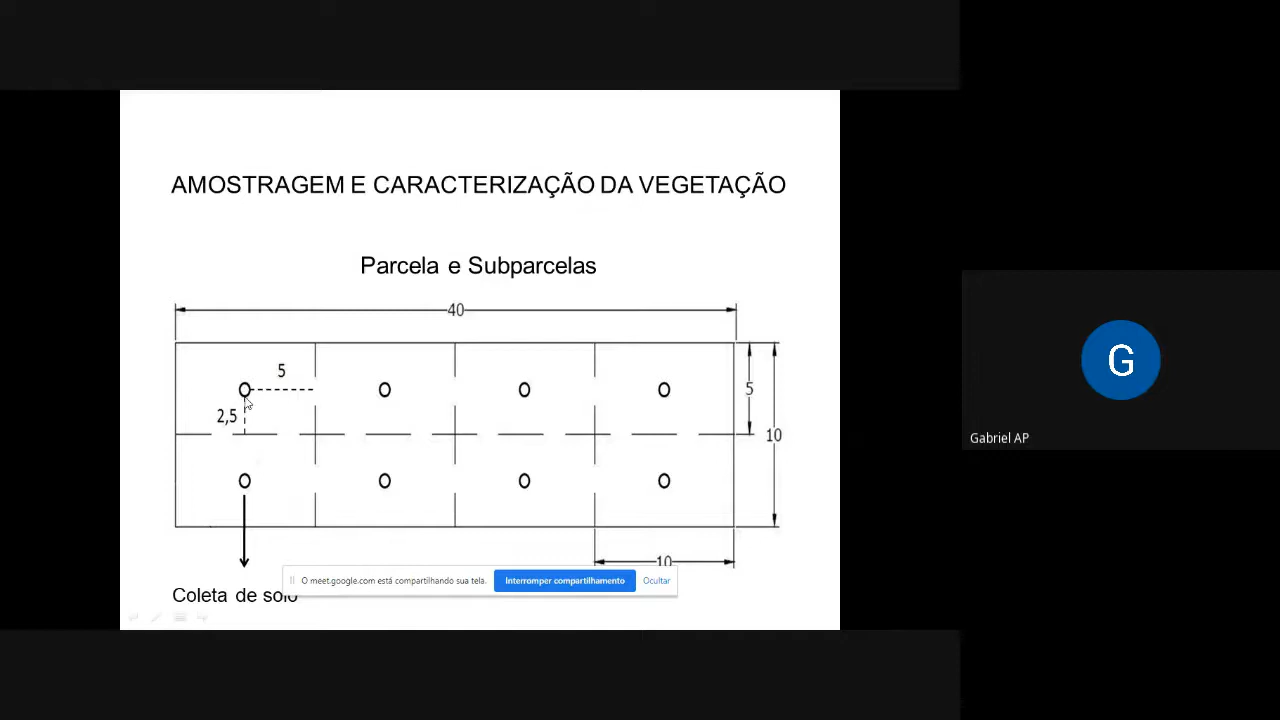 AMOSTRAGEM E CARACTERIZAÇÃO DA VEGETAÇÃO
Parcela e Subparcelas
40
5
2,5
5
10
10
O meet.google.com está compartilhando sua tela. Interromper compartilhamento Ocultar
Coleta de solo
G
Gabriel AP